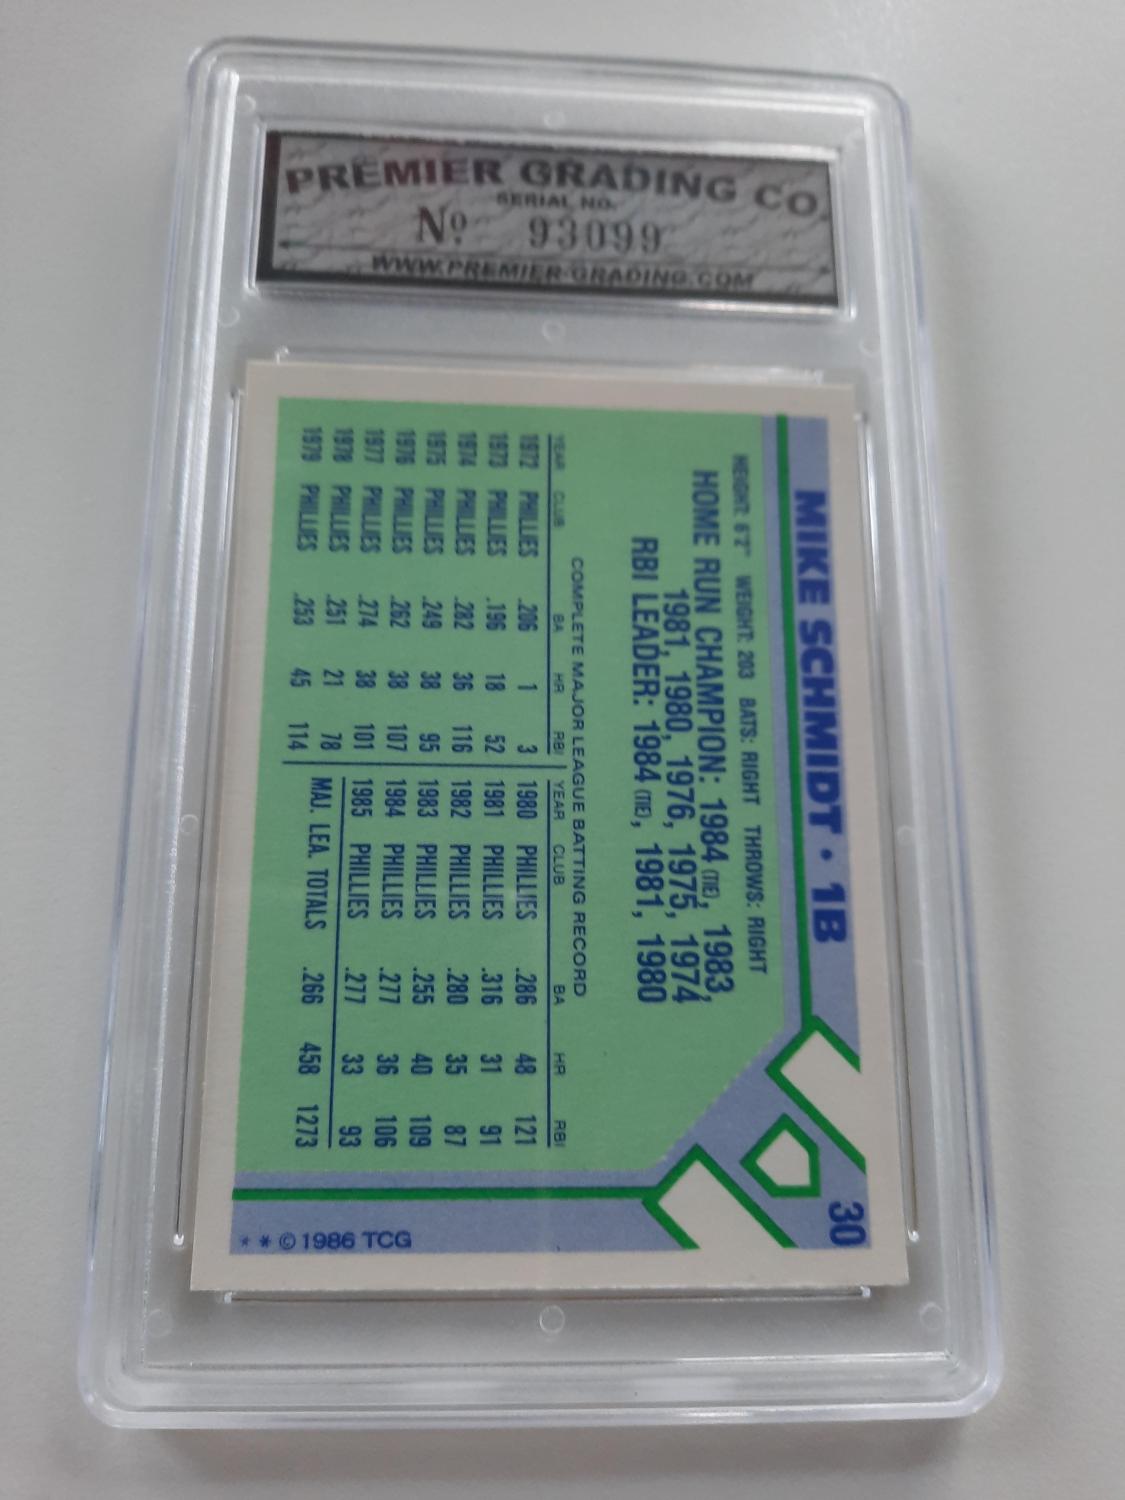 PREMIER GRADING CO.
SERIAL NO.
No 93099
WWW.PREMIER-GRADING.COM
MIKE SCHMIDT • 1B
30
HEIGHT: 6'2" WEIGHT: 203 BATS: RIGHT THROWS: RIGHT
HOME RUN CHAMPION: 1984 (TIE), 1983,
1981, 1980, 1976, 1975, 1974
RBI LEADER: 1984 (TIE), 1981, 1980
COMPLETE MAJOR LEAGUE BATTING RECORD
YEAR CLUB BA HR RBI YEAR CLUB BA HR RBI
1972 PHILLIES .206 1 3 1980 PHILLIES .286 48 121
1973 PHILLIES .196 18 52 1981 PHILLIES .316 31 91
1974 PHILLIES .282 36 116 1982 PHILLIES .280 35 87
1975 PHILLIES .249 38 95 1983 PHILLIES .255 40 109
1976 PHILLIES .262 38 107 1984 PHILLIES .277 36 106
1977 PHILLIES .274 38 101 1985 PHILLIES .277 33 93
1978 PHILLIES .251 21 78 MAJ. LEA. TOTALS .266 458 1273
1979 PHILLIES .253 45 114
* * © 1986 TCG